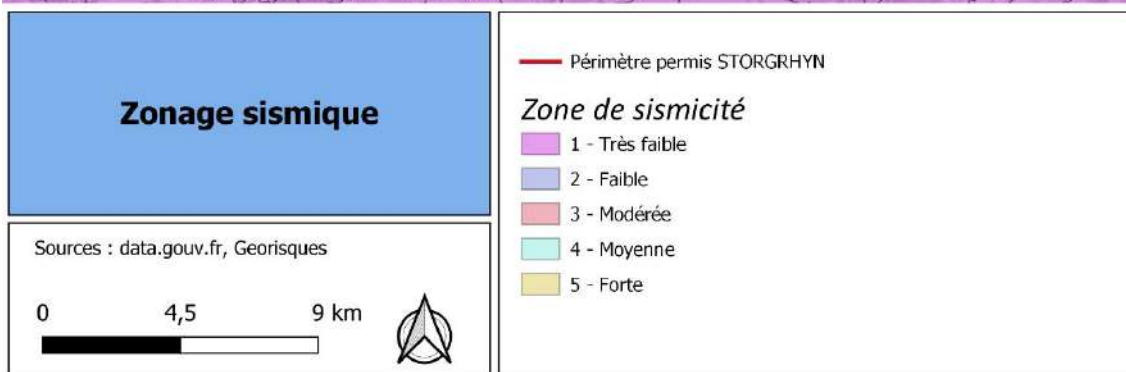 Zonage sismique
Sources : data.gouv.fr, Georisques
0 4,5 9 km
Périmètre permis STORGRHYN
Zone de sismicité
1 - Très faible
2 - Faible
3 - Modérée
4 - Moyenne
5 - Forte